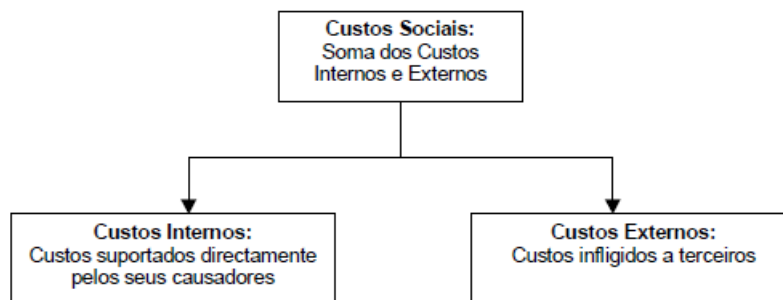 Custos Sociais:
Soma dos Custos
Internos e Externos
Custos Internos:
Custos suportados directamente
pelos seus causadores
Custos Externos:
Custos infligidos a terceiros